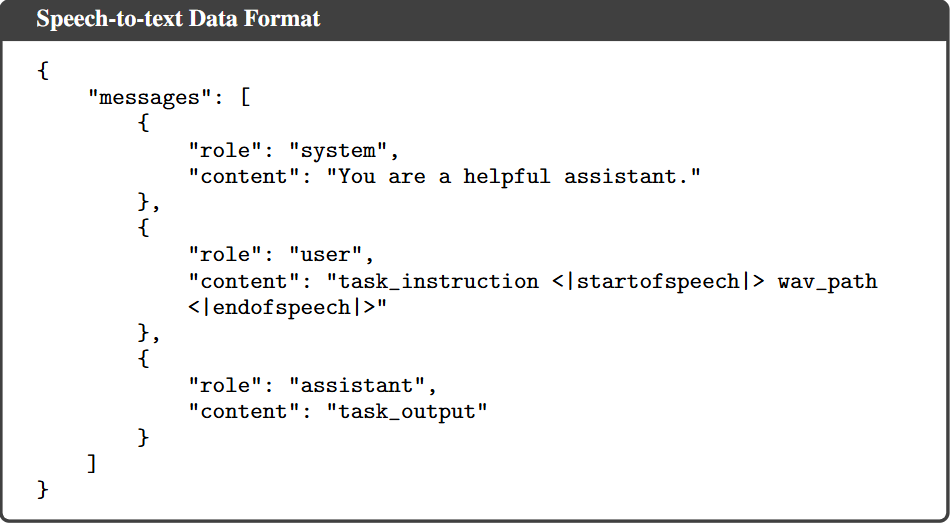 Speech-to-text Data Format
{
    "messages": [
        {
            "role": "system",
            "content": "You are a helpful assistant."
        },
        {
            "role": "user",
            "content": "task_instruction <|startofspeech|> wav_path
            <|endofspeech|>"
        },
        {
            "role": "assistant",
            "content": "task_output"
        }
    ]
}